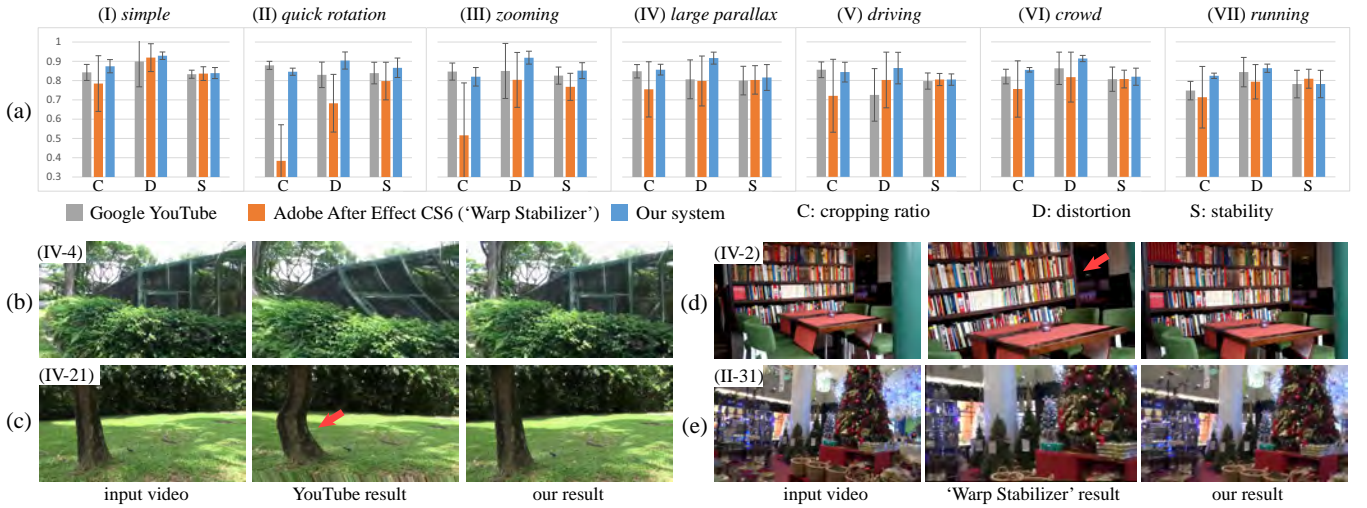 (I) simple (II) quick rotation (III) zooming (IV) large parallax (V) driving (VI) crowd (VII) running
(a)
1
0.9
0.8
0.7
0.6
0.5
0.4
0.3
C D S C D S C D S C D S C D S C D S C D S
Google YouTube Adobe After Effect CS6 (‘Warp Stabilizer’) Our system C: cropping ratio D: distortion S: stability
(b) (IV-4) (d) (IV-2)
(c) (IV-21) (e) (II-31)
input video YouTube result our result input video ‘Warp Stabilizer’ result our result